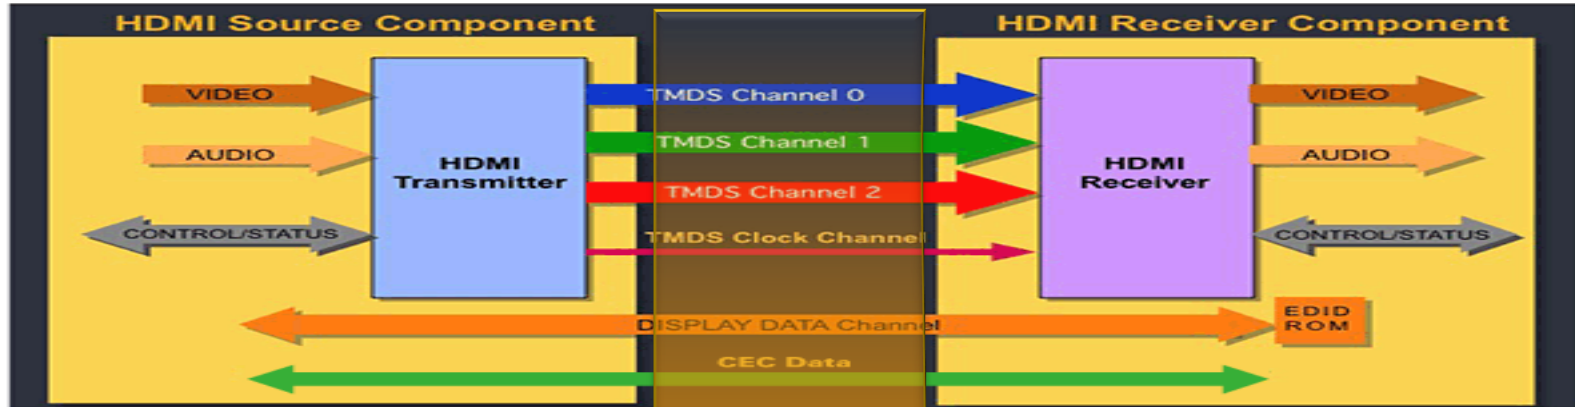 HDMI Source Component
HDMI Receiver Component
VIDEO
TMDS Channel 0
VIDEO
TMDS Channel 1
AUDIO
HDMI
Transmitter
HDMI
Receiver
AUDIO
TMDS Channel 2
CONTROL/STATUS
TMDS Clock Channel
CONTROL/STATUS
DISPLAY DATA Channel
EDID
ROM
CEC Data